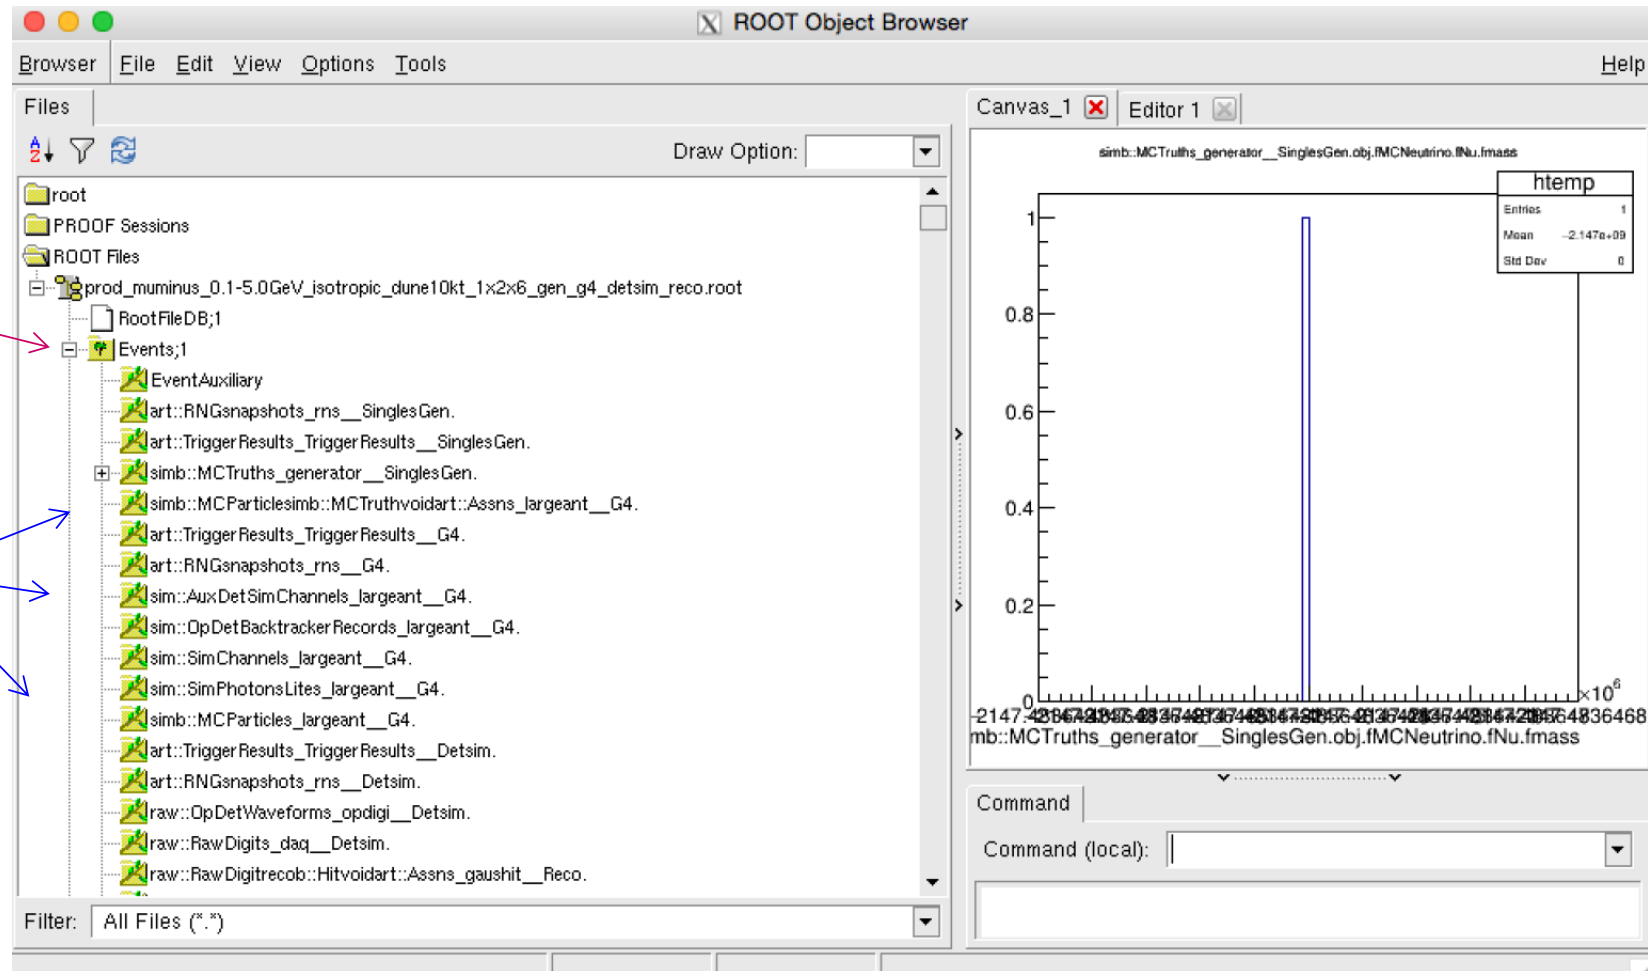 ROOT Object Browser
Browser File Edit View Options Tools Help
Files
Draw Option:
root
PROOF Sessions
ROOT Files
prod_muminus_0.1-5.0GeV_isotropic_dune10kt_1x2x6_gen_g4_detsim_reco.root
RootFileDB;1
Events;1
EventAuxiliary
art::RNGsnapshots_rns__SinglesGen.
art::TriggerResults_TriggerResults__SinglesGen.
simb::MCTruths_generator__SinglesGen.
simb::MCParticlesimb::MCTruthvoidart::Assns_largeant__G4.
art::TriggerResults_TriggerResults__G4.
art::RNGsnapshots_rns__G4.
sim::AuxDetSimChannels_largeant__G4.
sim::OpDetBacktrackerRecords_largeant__G4.
sim::SimChannels_largeant__G4.
sim::SimPhotonsLites_largeant__G4.
simb::MCParticles_largeant__G4.
art::TriggerResults_TriggerResults__Detsim.
art::RNGsnapshots_rns__Detsim.
raw::OpDetWaveforms_opdigi__Detsim.
raw::RawDigits_daq__Detsim.
raw::RawDigitrecob::Hitvoidart::Assns_gaushit__Reco.
Filter: All Files (*.*)
Canvas_1 Editor 1
simb::MCTruths_generator__SinglesGen.obj.fMCNeutrino.fNu.fmass
htemp
Entries 1
Mean -2.147e+09
Std Dev 0
1
0.8
0.6
0.4
0.2
0
×10⁶
mb::MCTruths_generator__SinglesGen.obj.fMCNeutrino.fNu.fmass
Command
Command (local):